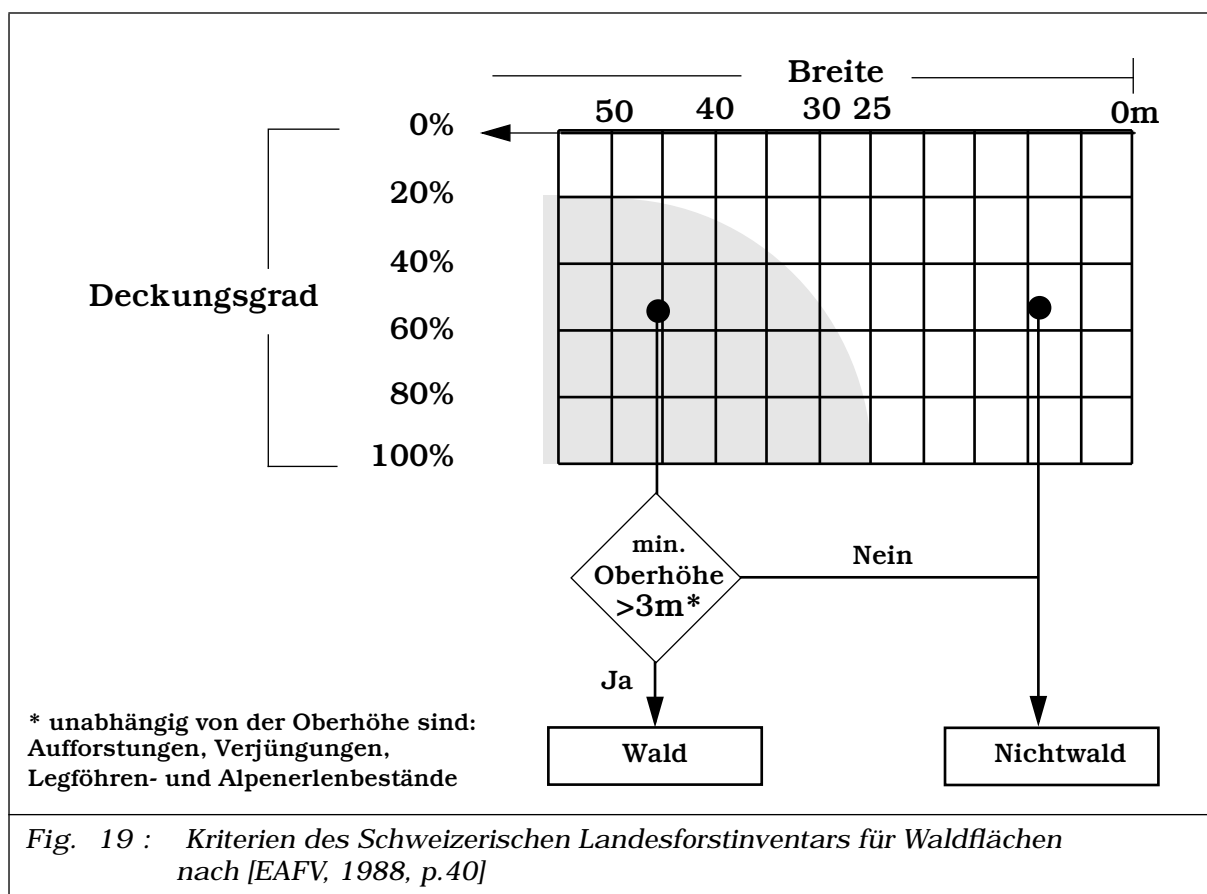 Breite
50 40 30 25 0m
0%
20%
40%
Deckungsgrad
60%
80%
100%
min.
Oberhöhe
>3m*
Nein
Ja
* unabhängig von der Oberhöhe sind:
Aufforstungen, Verjüngungen,
Legföhren- und Alpenerlenbestände
Wald
Nichtwald
Fig. 19 : Kriterien des Schweizerischen Landesforstinventars für Waldflächen
nach [EAFV, 1988, p.40]